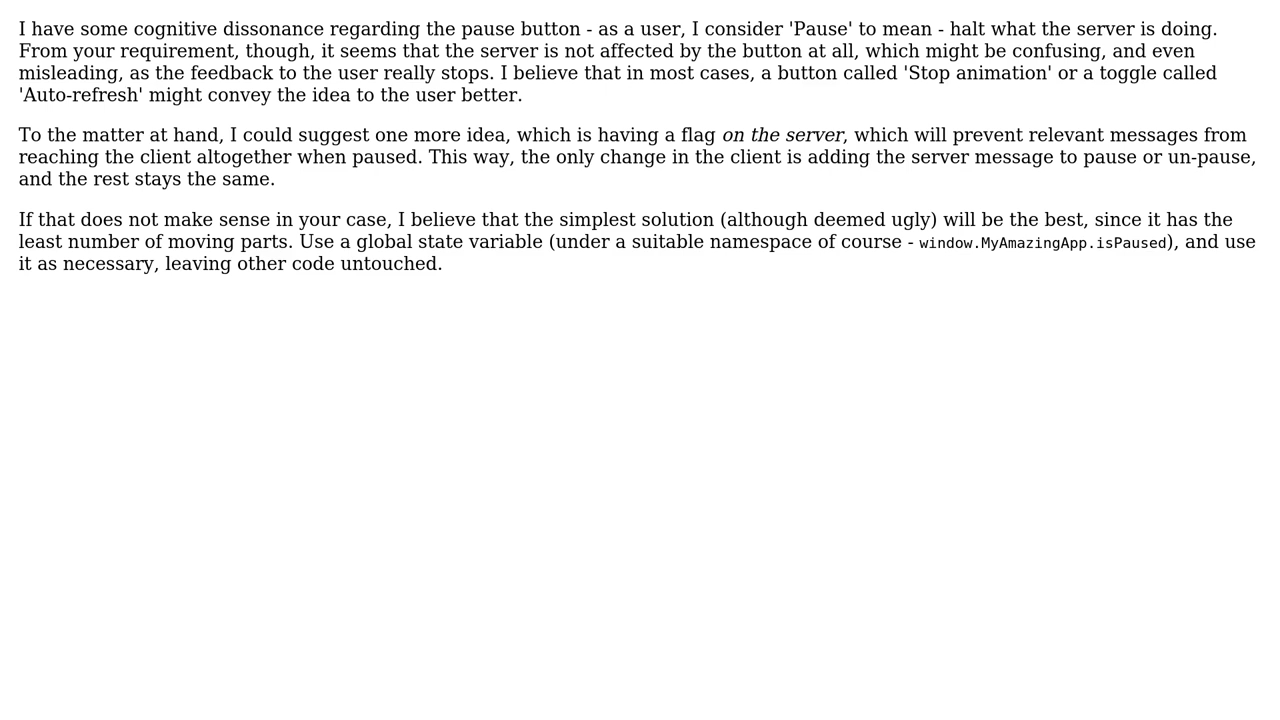 I have some cognitive dissonance regarding the pause button - as a user, I consider 'Pause' to mean - halt what the server is doing.
From your requirement, though, it seems that the server is not affected by the button at all, which might be confusing, and even
misleading, as the feedback to the user really stops. I believe that in most cases, a button called 'Stop animation' or a toggle called
'Auto-refresh' might convey the idea to the user better.
To the matter at hand, I could suggest one more idea, which is having a flag on the server, which will prevent relevant messages from
reaching the client altogether when paused. This way, the only change in the client is adding the server message to pause or un-pause,
and the rest stays the same.
If that does not make sense in your case, I believe that the simplest solution (although deemed ugly) will be the best, since it has the
least number of moving parts. Use a global state variable (under a suitable namespace of course - window.MyAmazingApp.isPaused), and use
it as necessary, leaving other code untouched.